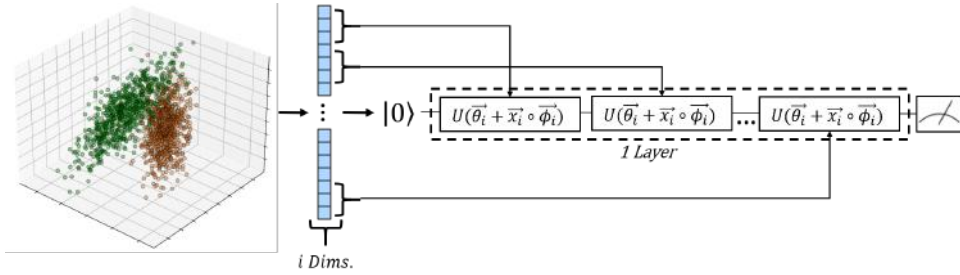 |0⟩
U(θ⃗ᵢ + x⃗ᵢ ∘ ϕ⃗ᵢ)
U(θ⃗ᵢ + x⃗ᵢ ∘ ϕ⃗ᵢ)
...
U(θ⃗ᵢ + x⃗ᵢ ∘ ϕ⃗ᵢ)
1 Layer
i Dims.